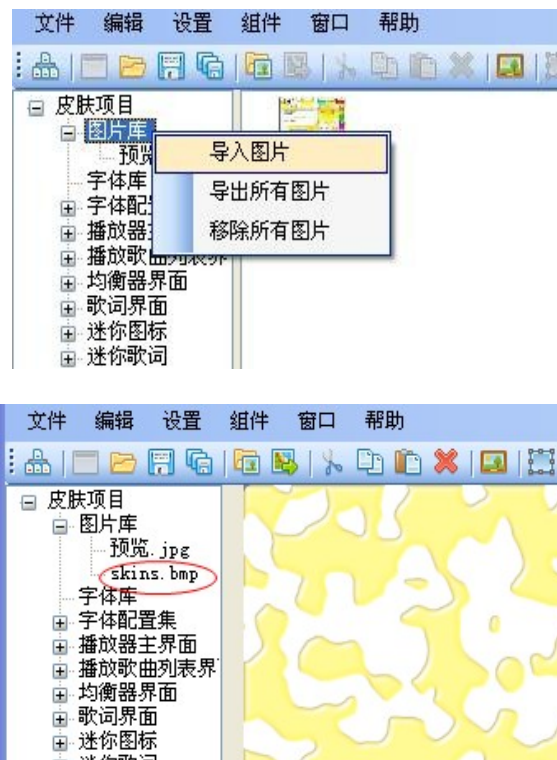 文件 编辑 设置 组件 窗口 帮助
皮肤项目
图片库
预览
导入图片
字体库
导出所有图片
字体配
播放器
移除所有图片
播放歌曲列表界
均衡器界面
歌词界面
迷你图标
迷你歌词
文件 编辑 设置 组件 窗口 帮助
皮肤项目
图片库
预览.jpg
skins.bmp
字体库
字体配置集
播放器主界面
播放歌曲列表界
均衡器界面
歌词界面
迷你图标
迷你歌词